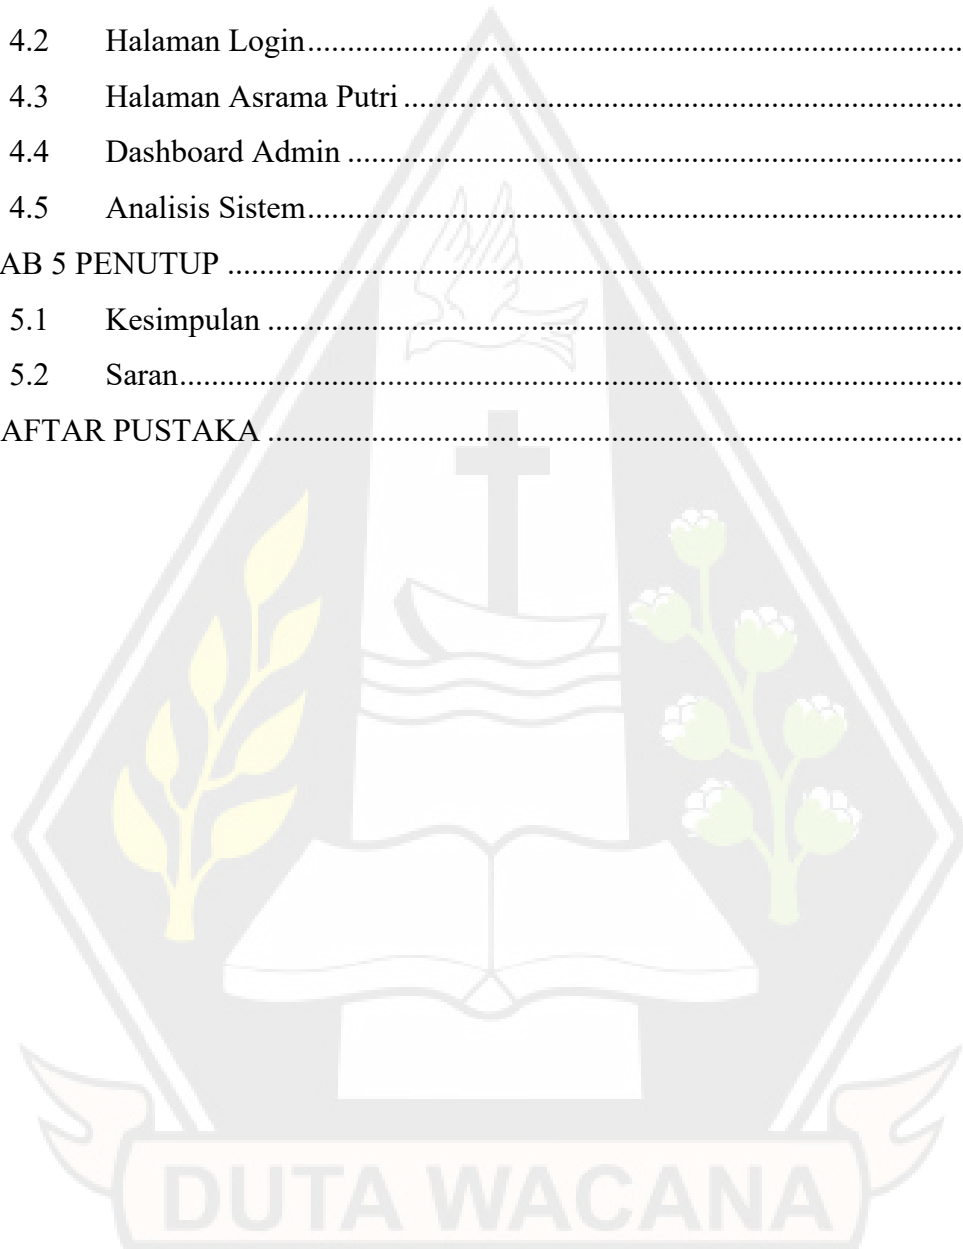 4.2 Halaman Login..................................................................................
4.3 Halaman Asrama Putri......................................................................
4.4 Dashboard Admin.............................................................................
4.5 Analisis Sistem..................................................................................
AB 5 PENUTUP............................................................................................
5.1 Kesimpulan.......................................................................................
5.2 Saran..................................................................................................
AFTAR PUSTAKA.......................................................................................
DUTA WACANA